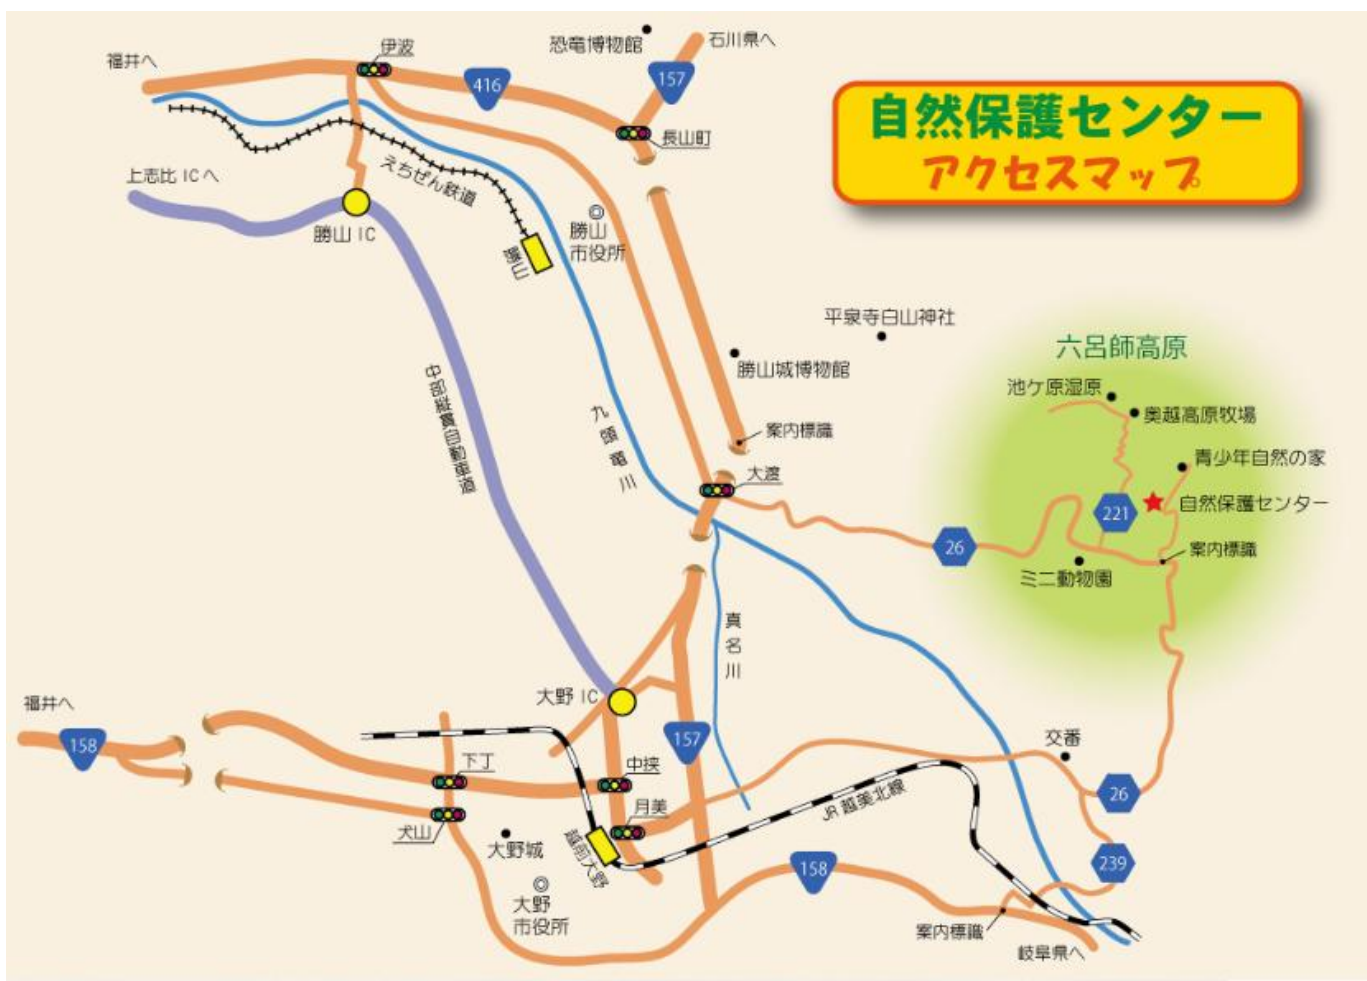 自然保護センター
アクセスマップ
福井へ
伊波
416
恐竜博物館
石川県へ
157
長山町
上志比 ICへ
勝山 IC
えちぜん鉄道
勝山
勝山
市役所
中部縦貫自動車道
九頭竜川
平泉寺白山神社
勝山城博物館
案内標識
大渡
六呂師高原
池ケ原湿原
奥越高原牧場
青少年自然の家
自然保護センター
221
26
案内標識
ミニ動物園
真名川
大野 IC
福井へ
158
157
下丁
中挟
月美
犬山
大野城
越前大野
大野
市役所
JR 越美北線
交番
26
239
158
案内標識
岐阜県へ